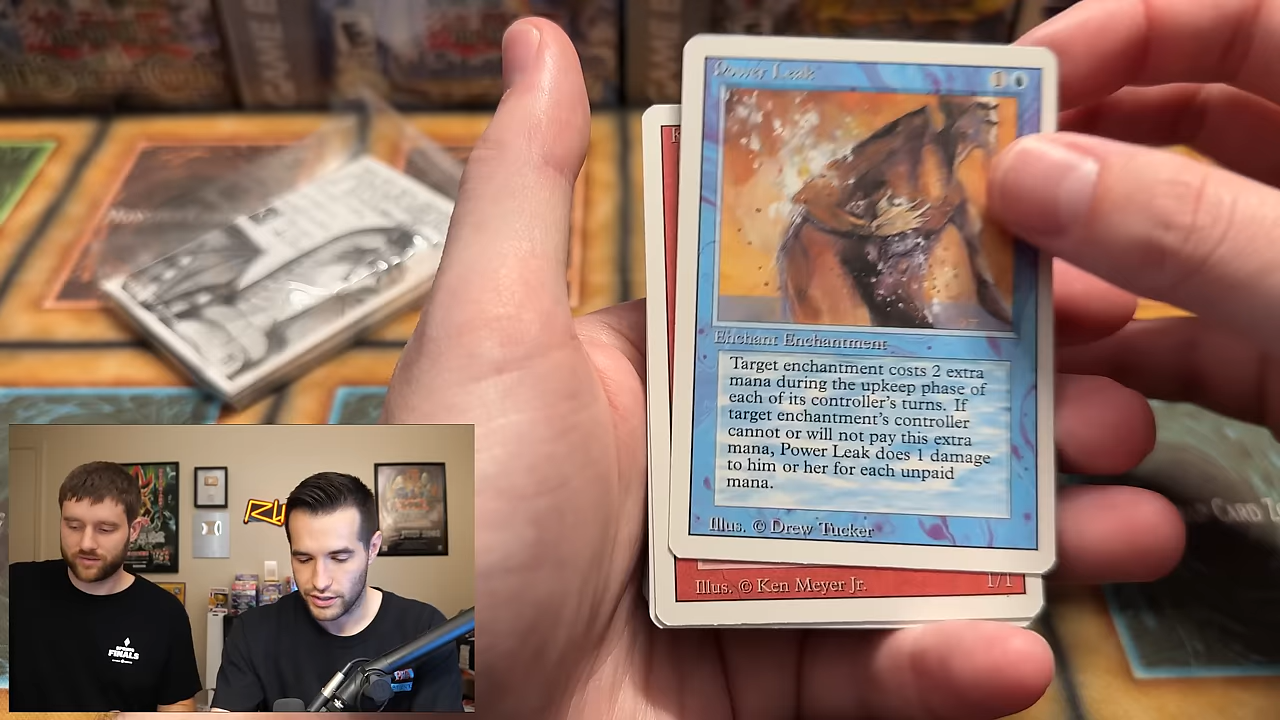 Power Leak
1
Enchant Enchantment
Target enchantment costs 2 extra
mana during the upkeep phase of
each of its controller's turns. If
target enchantment's controller
cannot or will not pay this extra
mana, Power Leak does 1 damage
to him or her for each unpaid
mana.
Illus. © Drew Tucker
Illus. © Ken Meyer Jr.
1/1
FINALS
CARD